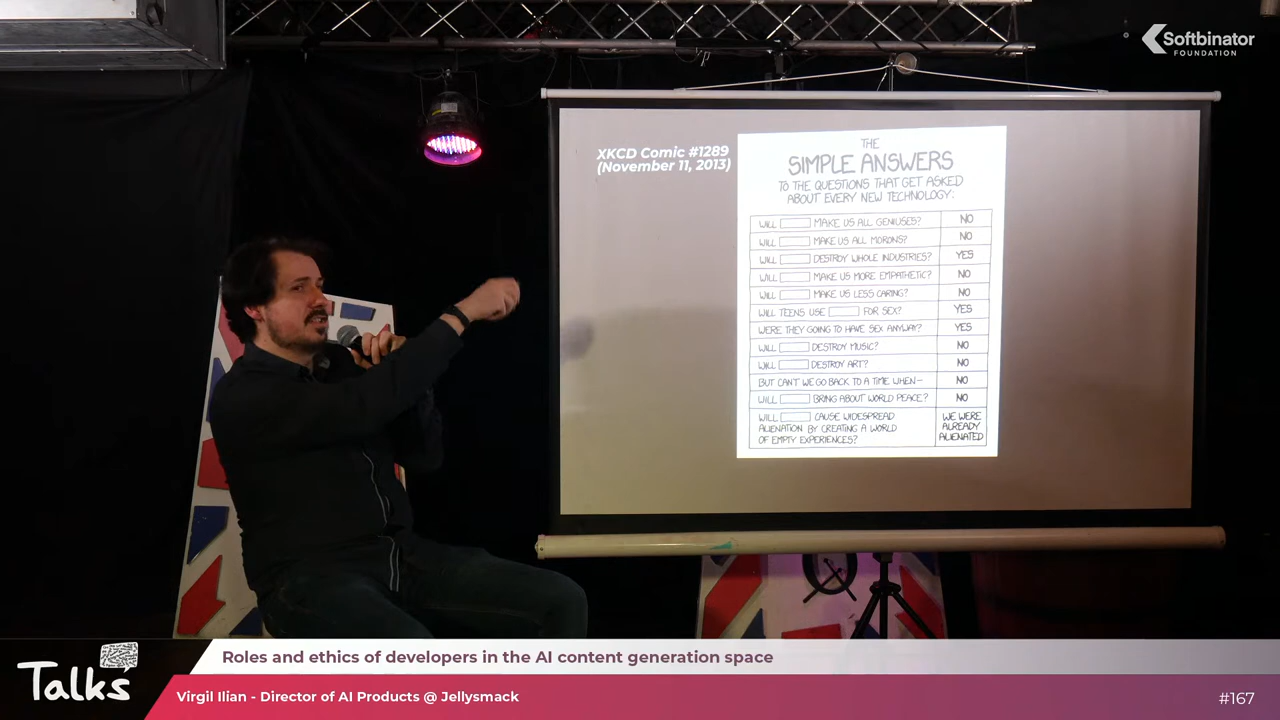 Softbinator
FOUNDATION
XKCD Comic #1289
(November 11, 2013)
THE
SIMPLE ANSWERS
TO THE QUESTIONS THAT GET ASKED
ABOUT EVERY NEW TECHNOLOGY:
WILL MAKE US ALL GENIUSES? NO
WILL MAKE US ALL MORONS? NO
WILL DESTROY WHOLE INDUSTRIES? YES
WILL MAKE US MORE EMPATHETIC? NO
WILL MAKE US LESS CARING? NO
WILL TEENS USE FOR SEX? YES
WERE THEY GOING TO HAVE SEX ANYWAY? YES
WILL DESTROY MUSIC? NO
WILL DESTROY ART? NO
BUT CAN'T WE GO BACK TO A TIME WHEN— NO
WILL BRING ABOUT WORLD PEACE? NO
WILL CAUSE WIDESPREAD
ALIENATION BY CREATING A WORLD
OF EMPTY EXPERIENCES?
WE WERE
ALREADY
ALIENATED
Talks
Roles and ethics of developers in the AI content generation space
Virgil Ilian - Director of AI Products @ Jellysmack
#167